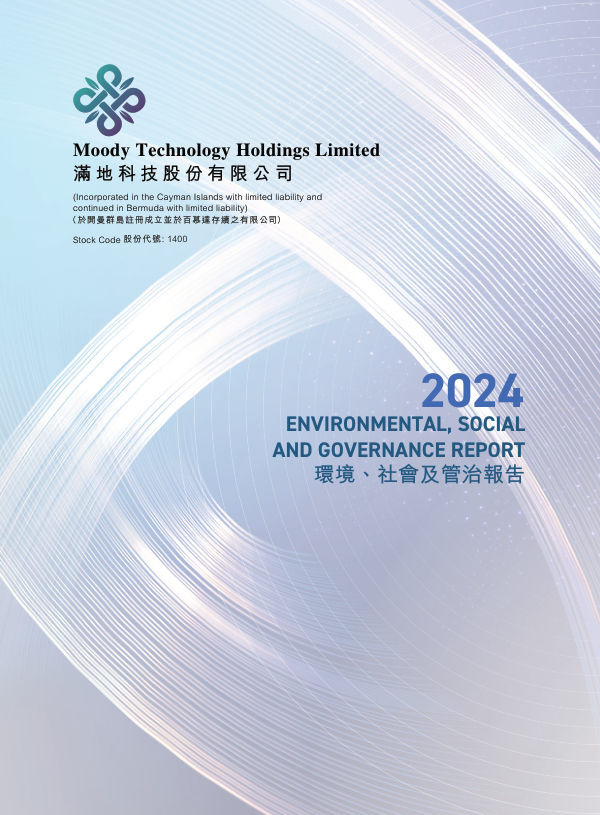 Moody Technology Holdings Limited
滿地科技股份有限公司
(Incorporated in the Cayman Islands with limited liability and
continued in Bermuda with limited liability)
(於開曼群島註冊成立並於百慕達存續之有限公司)
Stock Code 股份代號: 1400
2024
ENVIRONMENTAL, SOCIAL
AND GOVERNANCE REPORT
環境、社會及管治報告